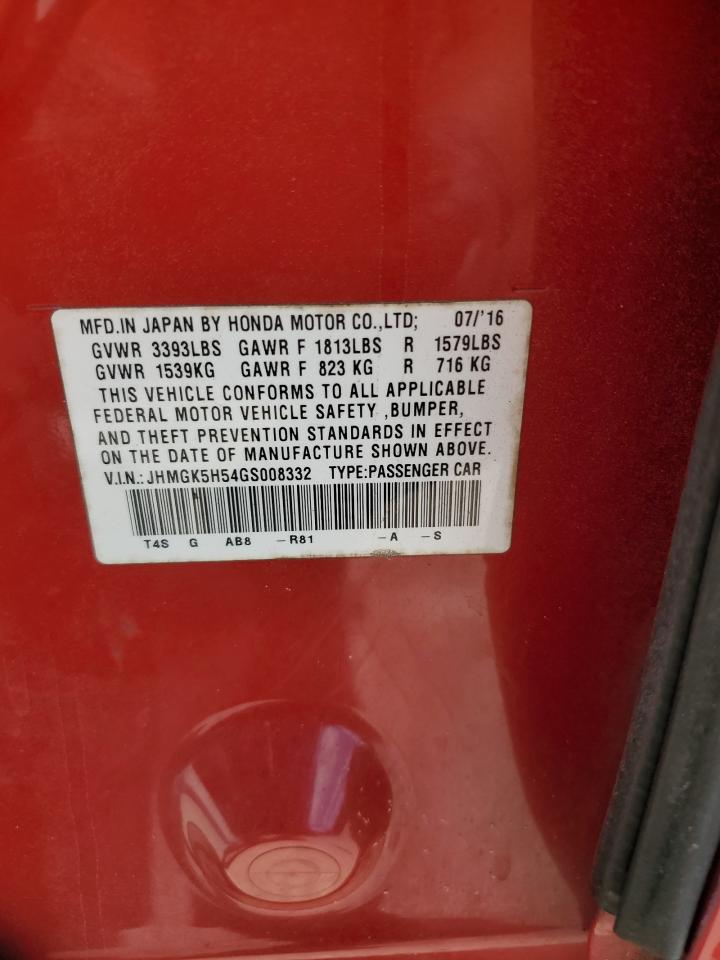 MFD.IN JAPAN BY HONDA MOTOR CO.,LTD; 07/'16
GVWR 3393LBS GAWR F 1813LBS R 1579LBS
GVWR 1539KG GAWR F 823 KG R 716 KG
THIS VEHICLE CONFORMS TO ALL APPLICABLE
FEDERAL MOTOR VEHICLE SAFETY ,BUMPER,
AND THEFT PREVENTION STANDARDS IN EFFECT
ON THE DATE OF MANUFACTURE SHOWN ABOVE.
V.I.N.: JHMGK5H54GS008332 TYPE:PASSENGER CAR
T4S G AB8 -R81 -A -S